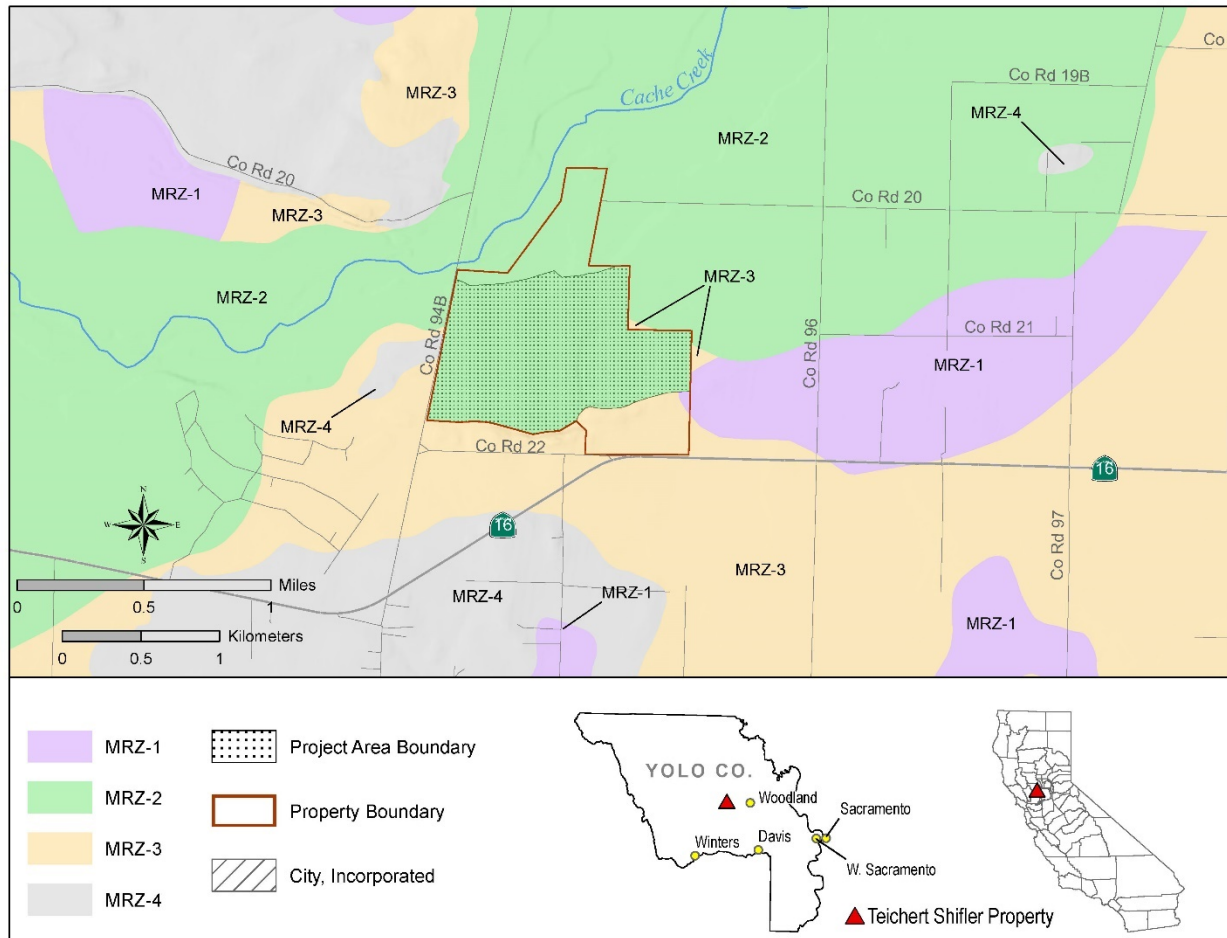 Co
Co Rd 19B
MRZ-3
Cache Creek
MRZ-4
MRZ-2
Co Rd 20
MRZ-1
MRZ-3
Co Rd 20
MRZ-3
MRZ-2
Co Rd 94B
Co Rd 96
Co Rd 21
MRZ-1
MRZ-4
Co Rd 22
16
N
W E
S
16
Co Rd 97
Miles
0 0.5 1
Kilometers
0 0.5 1
MRZ-4
MRZ-1
MRZ-3
MRZ-1
MRZ-1
MRZ-2
MRZ-3
MRZ-4
Project Area Boundary
Property Boundary
City, Incorporated
YOLO CO.
Woodland
Sacramento
Winters
Davis
W. Sacramento
Teichert Shifler Property